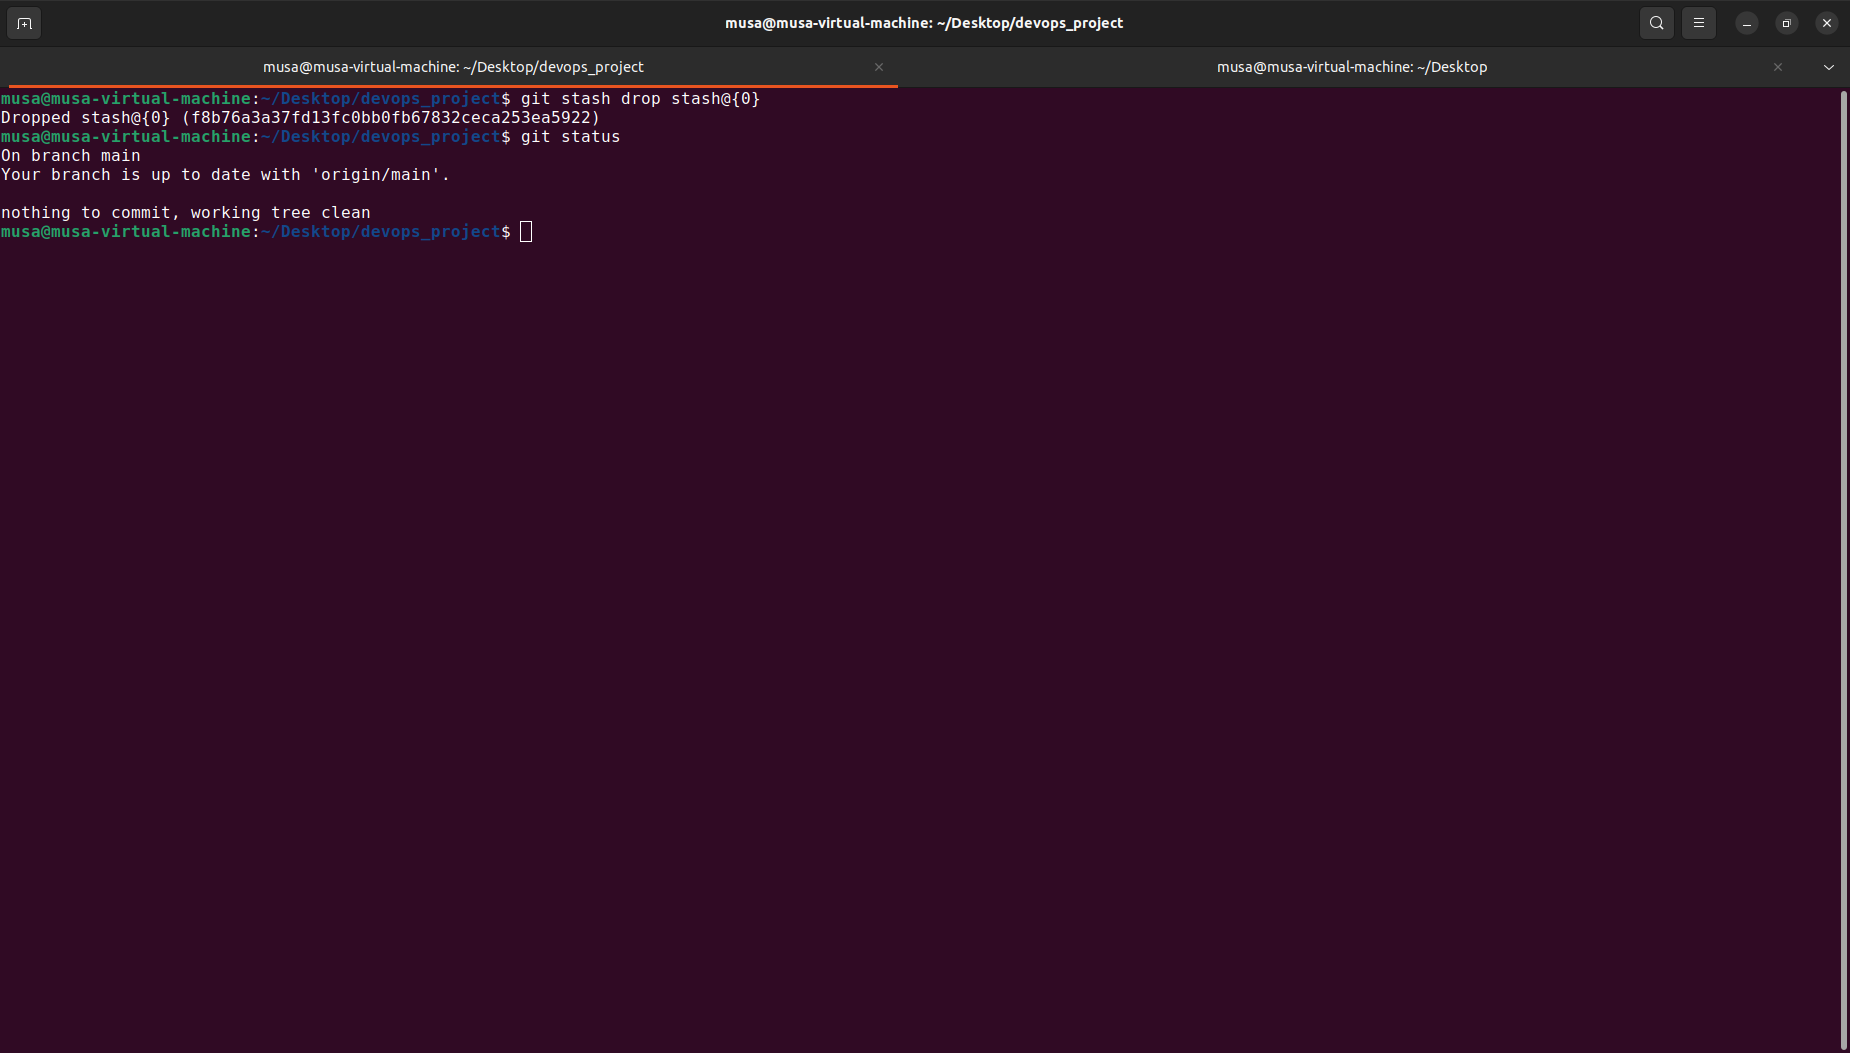 musa@musa-virtual-machine: ~/Desktop/devops_project
musa@musa-virtual-machine: ~/Desktop/devops_project
musa@musa-virtual-machine: ~/Desktop
musa@musa-virtual-machine:~/Desktop/devops_project$ git stash drop stash@{0}
Dropped stash@{0} (f8b76a3a37fd13fc0bb0fb67832ceca253ea5922)
musa@musa-virtual-machine:~/Desktop/devops_project$ git status
On branch main
Your branch is up to date with 'origin/main'.
nothing to commit, working tree clean
musa@musa-virtual-machine:~/Desktop/devops_project$